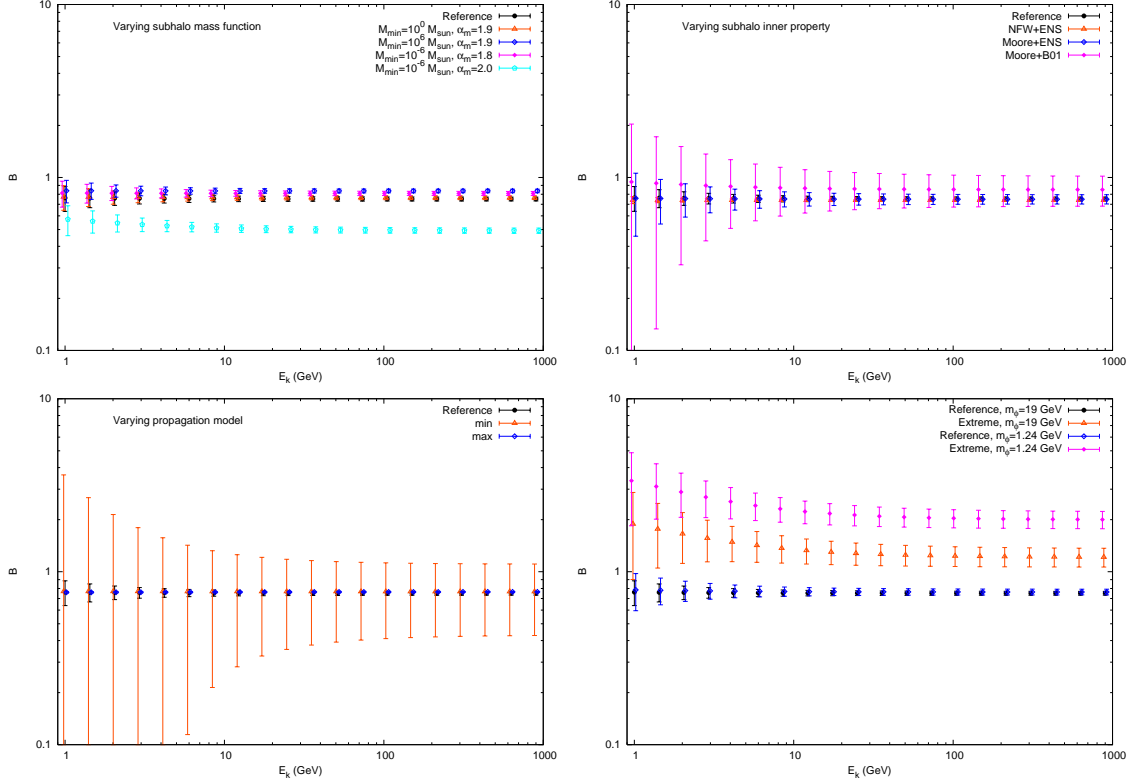 10
1
0.1
B
1
10
100
1000
E_k (GeV)
Varying subhalo mass function
Reference
M_min=10^0 M_sun, α_m=1.9
M_min=10^6 M_sun, α_m=1.9
M_min=10^-6 M_sun, α_m=1.8
M_min=10^-6 M_sun, α_m=2.0
10
1
0.1
B
1
10
100
1000
E_k (GeV)
Varying subhalo inner property
Reference
NFW+ENS
Moore+ENS
Moore+B01
10
1
0.1
B
1
10
100
1000
E_k (GeV)
Varying propagation model
Reference
min
max
10
1
0.1
B
1
10
100
1000
E_k (GeV)
Reference, m_ϕ=19 GeV
Extreme, m_ϕ=19 GeV
Reference, m_ϕ=1.24 GeV
Extreme, m_ϕ=1.24 GeV